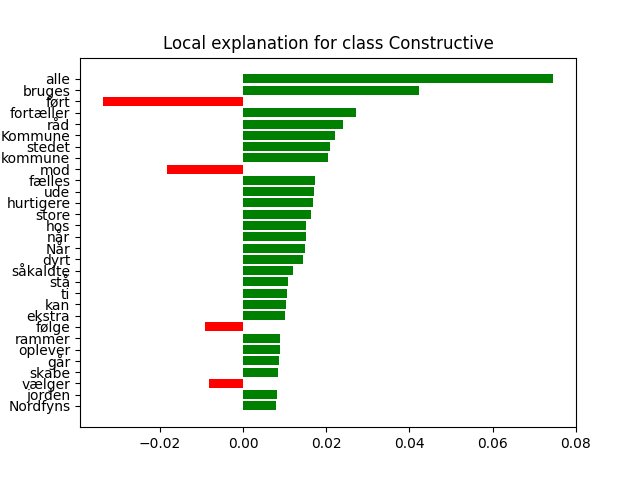 Local explanation for class Constructive
alle
bruges
ført
fortæller
råd
Kommune
stedet
kommune
mod
fælles
ude
hurtigere
store
hos
når
Når
dyrt
såkaldte
stå
ti
kan
ekstra
følge
rammer
oplever
går
skabe
vælger
jorden
Nordfyns
−0.02 0.00 0.02 0.04 0.06 0.08